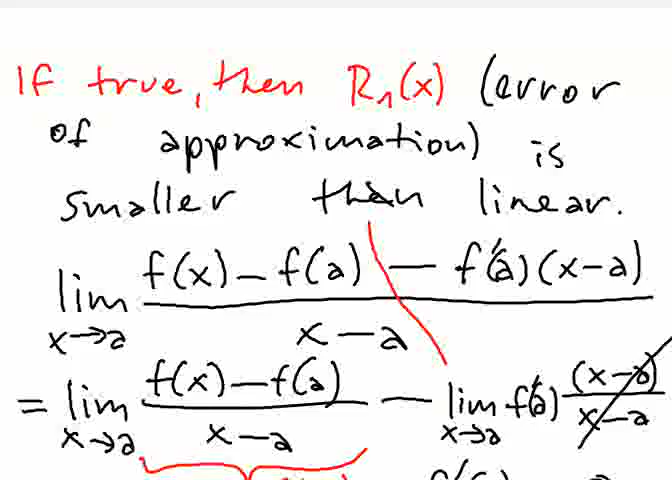 If true, then R₁(x) (error
of approximation) is
smaller than linear.
lim x→a (f(x) − f(a) − f'(a)(x−a)) / (x−a)
= lim x→a (f(x) − f(a)) / (x−a) − lim x→a f'(a) (x−a)/(x−a)